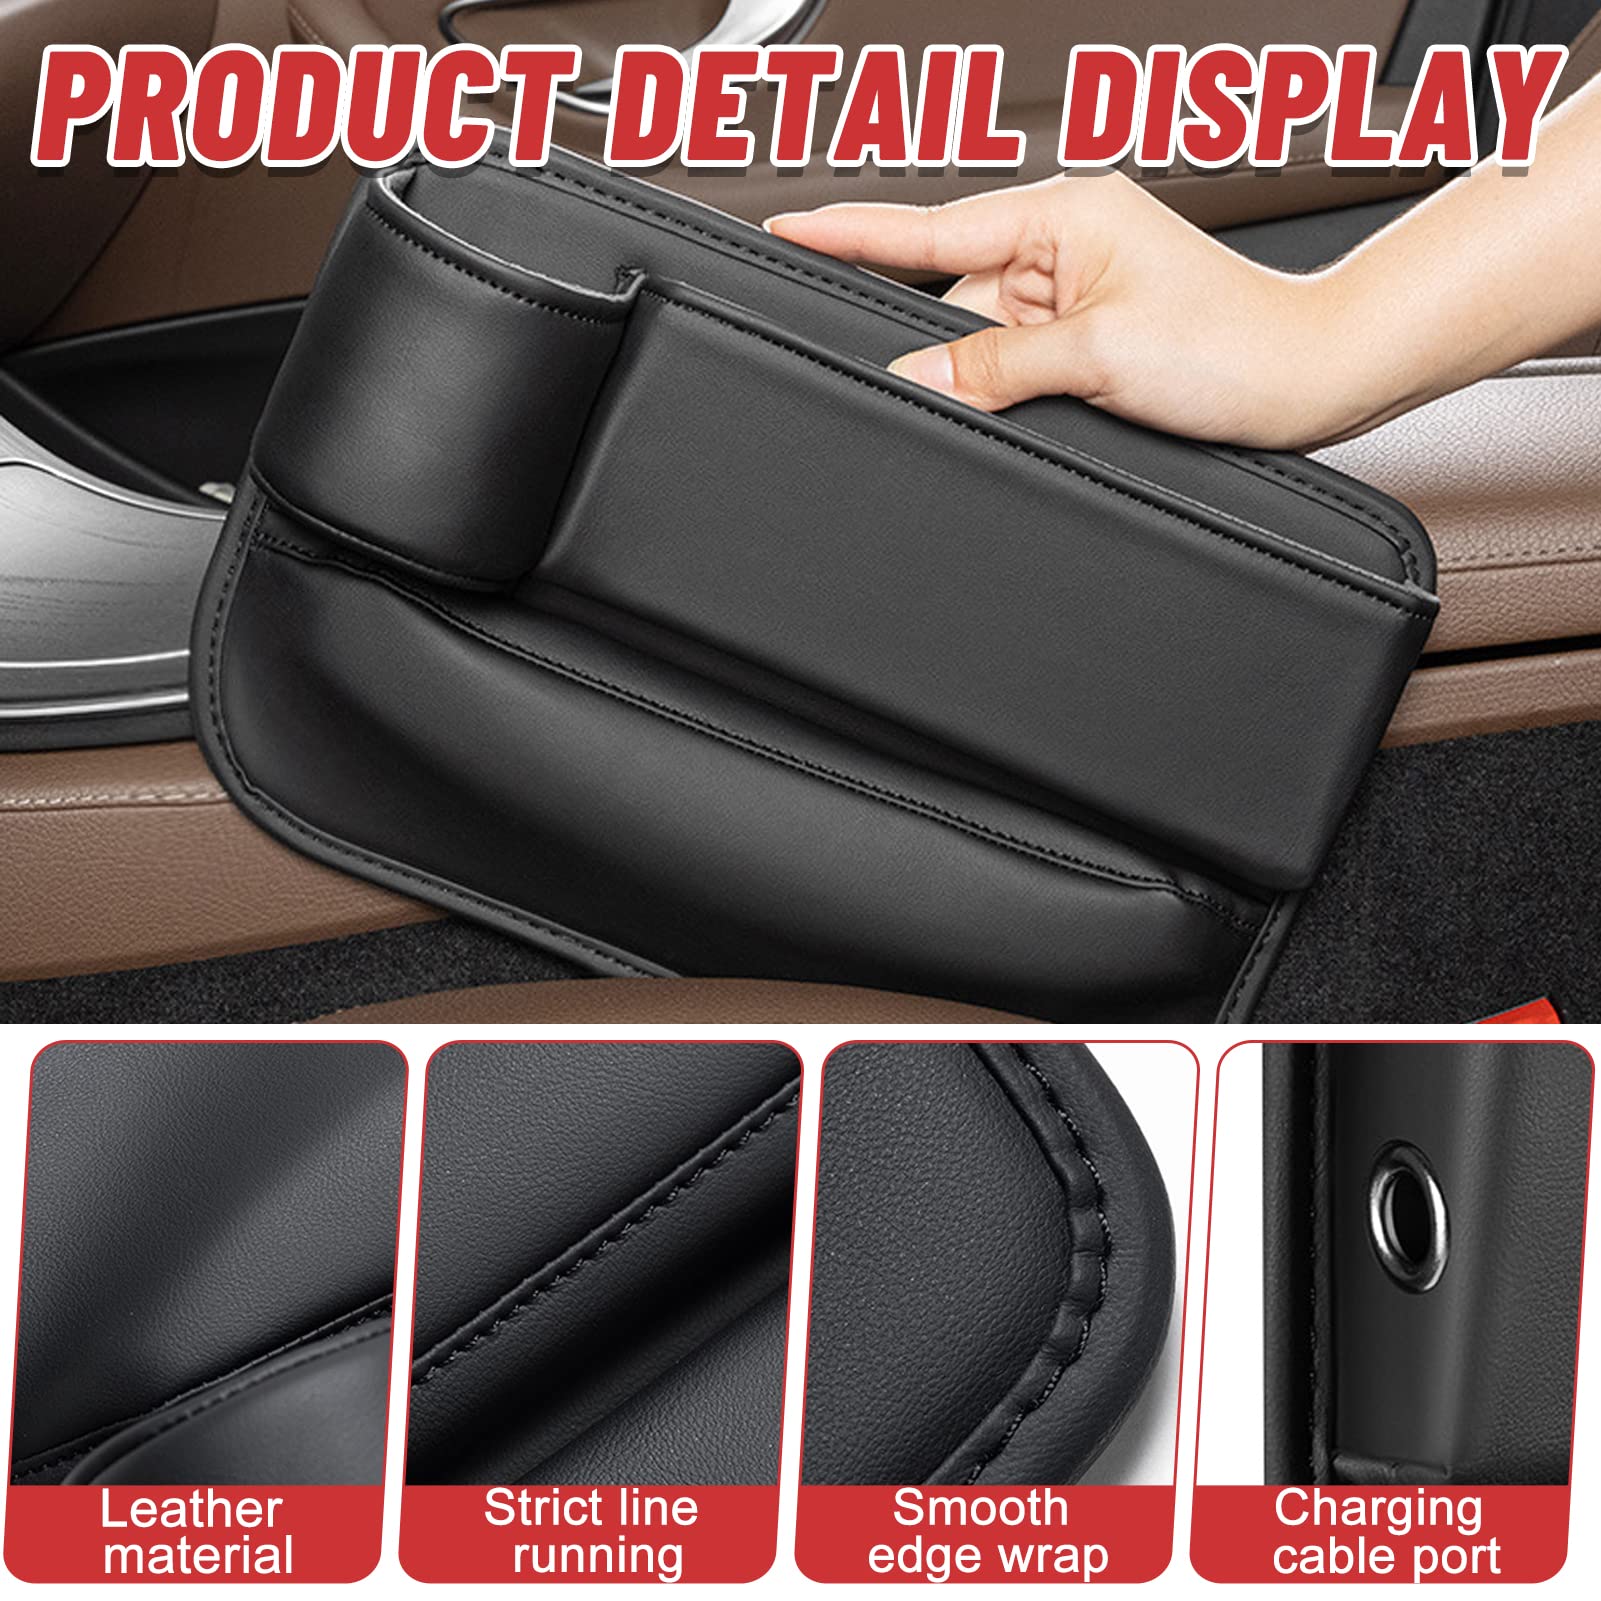 PRODUCT DETAIL DISPLAY
Leather
material
Strict line
running
Smooth
edge wrap
Charging
cable port